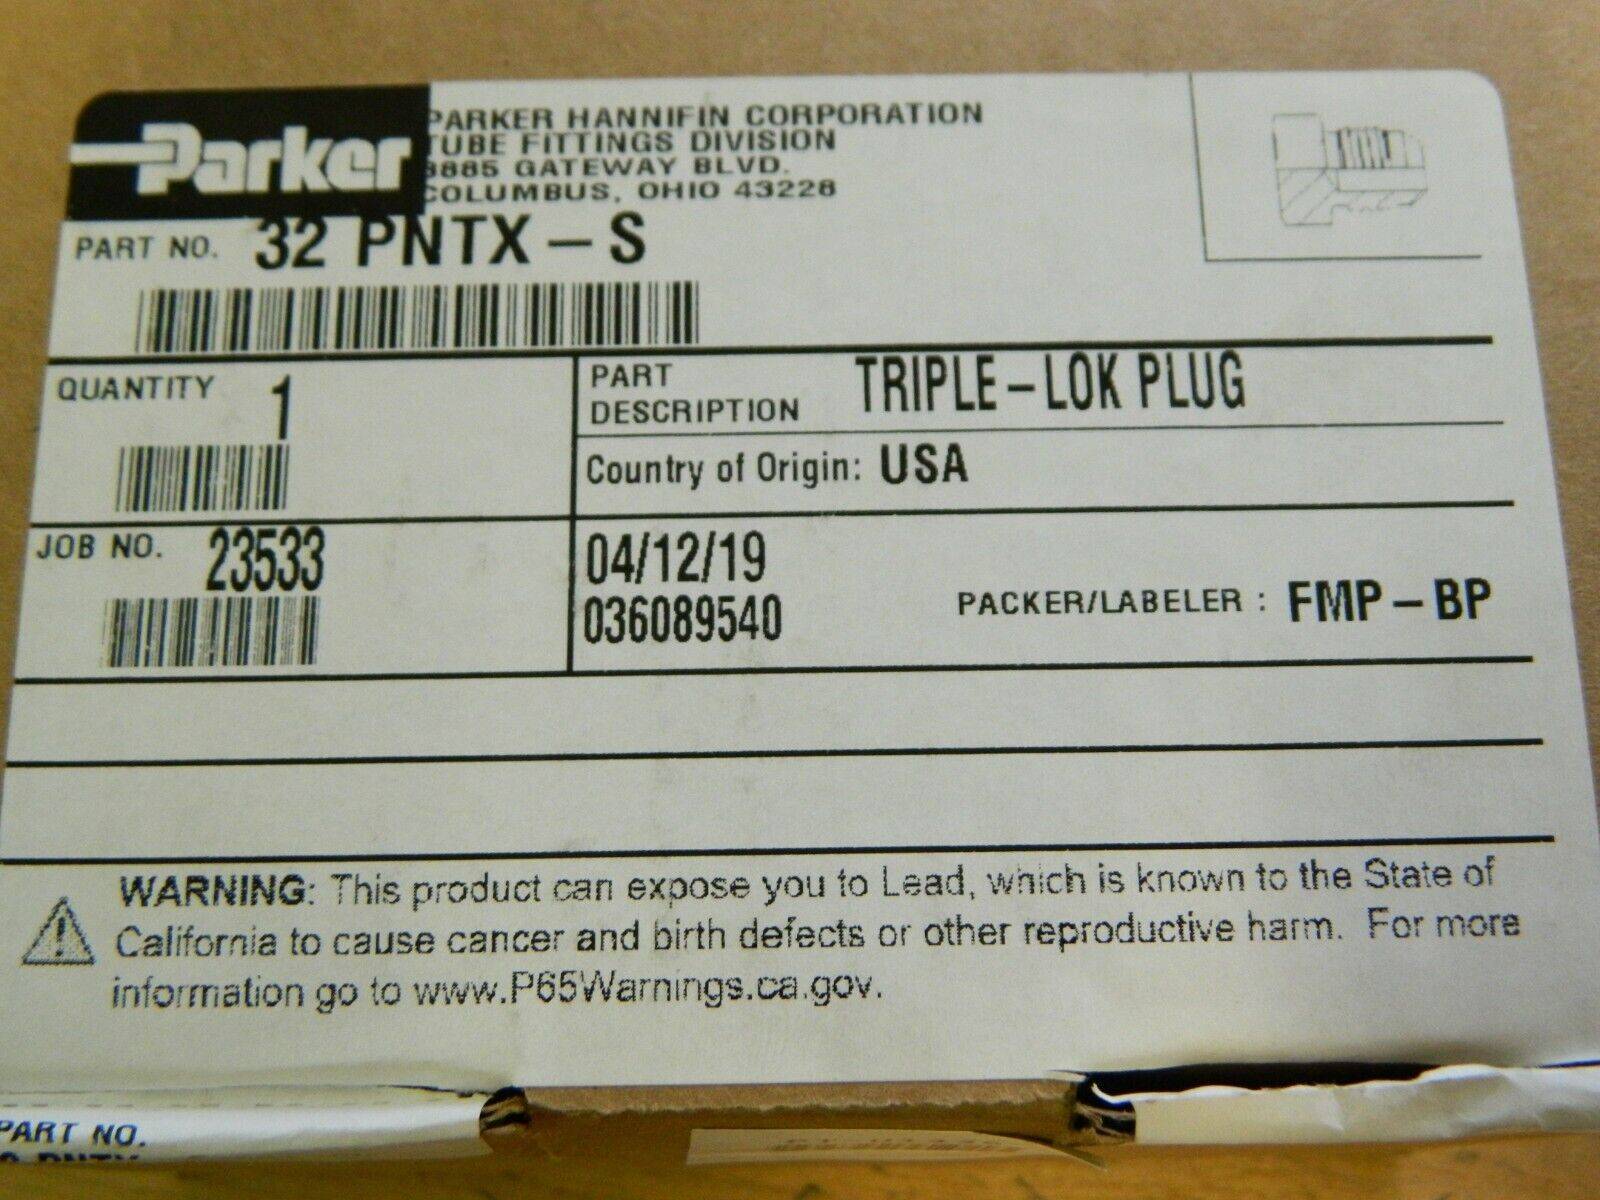 Parker
PARKER HANNIFIN CORPORATION
TUBE FITTINGS DIVISION
8885 GATEWAY BLVD.
COLUMBUS, OHIO 43228
PART NO. 32 PNTX-S
QUANTITY 1
PART DESCRIPTION TRIPLE-LOK PLUG
Country of Origin: USA
JOB NO. 23533
04/12/19
036089540
PACKER/LABELER: FMP-BP
WARNING: This product can expose you to Lead, which is known to the State of
California to cause cancer and birth defects or other reproductive harm. For more
information go to www.P65Warnings.ca.gov.
PART NO.